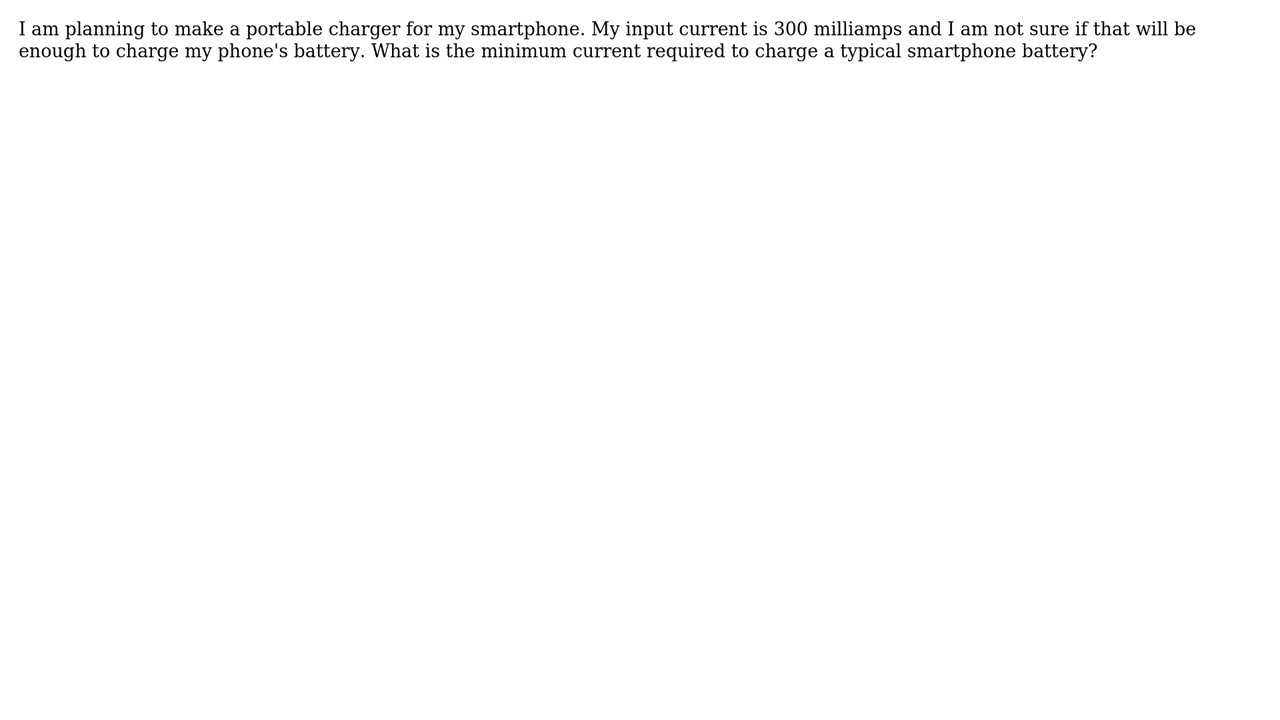 I am planning to make a portable charger for my smartphone. My input current is 300 milliamps and I am not sure if that will be
enough to charge my phone's battery. What is the minimum current required to charge a typical smartphone battery?